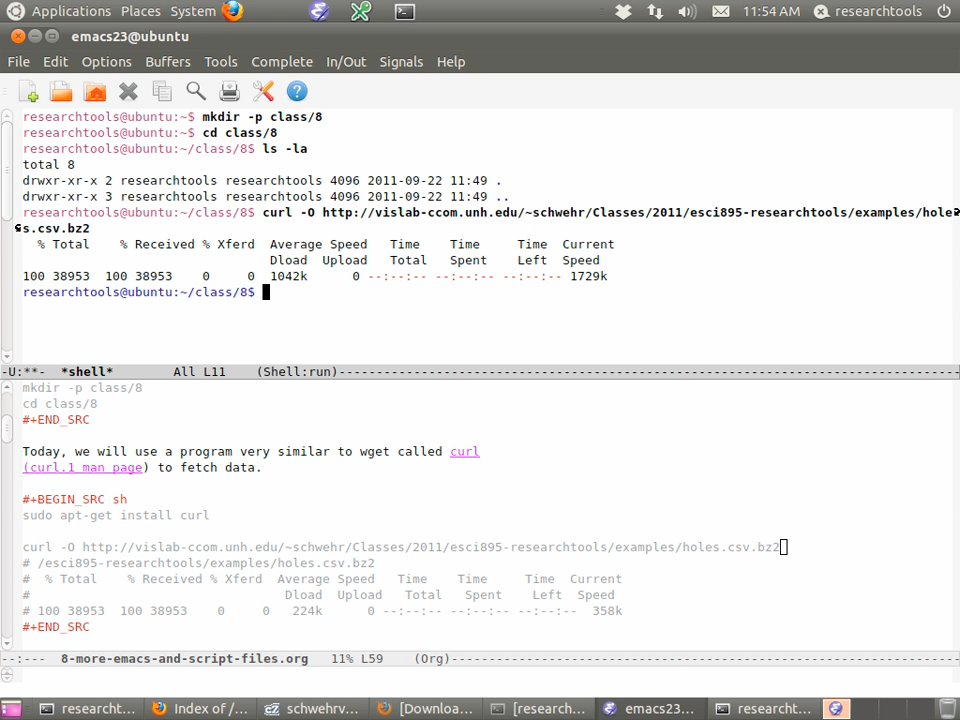 Applications Places System 11:54 AM researchtools
emacs23@ubuntu
File Edit Options Buffers Tools Complete In/Out Signals Help
researchtools@ubuntu:~$ mkdir -p class/8
researchtools@ubuntu:~$ cd class/8
researchtools@ubuntu:~/class/8$ ls -la
total 8
drwxr-xr-x 2 researchtools researchtools 4096 2011-09-22 11:49 .
drwxr-xr-x 3 researchtools researchtools 4096 2011-09-22 11:49 ..
researchtools@ubuntu:~/class/8$ curl -O http://vislab-ccom.unh.edu/~schwehr/Classes/2011/esci895-researchtools/examples/hole
s.csv.bz2
% Total % Received % Xferd Average Speed Time Time Time Current
Dload Upload Total Spent Left Speed
100 38953 100 38953 0 0 1042k 0 --:--:-- --:--:-- --:--:-- 1729k
researchtools@ubuntu:~/class/8$
-U:**- *shell* All L11 (Shell:run)----------------------------------------------------------------------------------
mkdir -p class/8
cd class/8
#+END_SRC
Today, we will use a program very similar to wget called curl
(curl.1 man page) to fetch data.
#+BEGIN_SRC sh
sudo apt-get install curl
curl -O http://vislab-ccom.unh.edu/~schwehr/Classes/2011/esci895-researchtools/examples/holes.csv.bz2
# /esci895-researchtools/examples/holes.csv.bz2
# % Total % Received % Xferd Average Speed Time Time Time Current
# Dload Upload Total Spent Left Speed
# 100 38953 100 38953 0 0 224k 0 --:--:-- --:--:-- --:--:-- 358k
#+END_SRC
--:--- 8-more-emacs-and-script-files.org 11% L59 (Org)--------------------------------------------------------------------
researcht... Index of /... schwehrv... [Downloa... [research... emacs23... researcht...